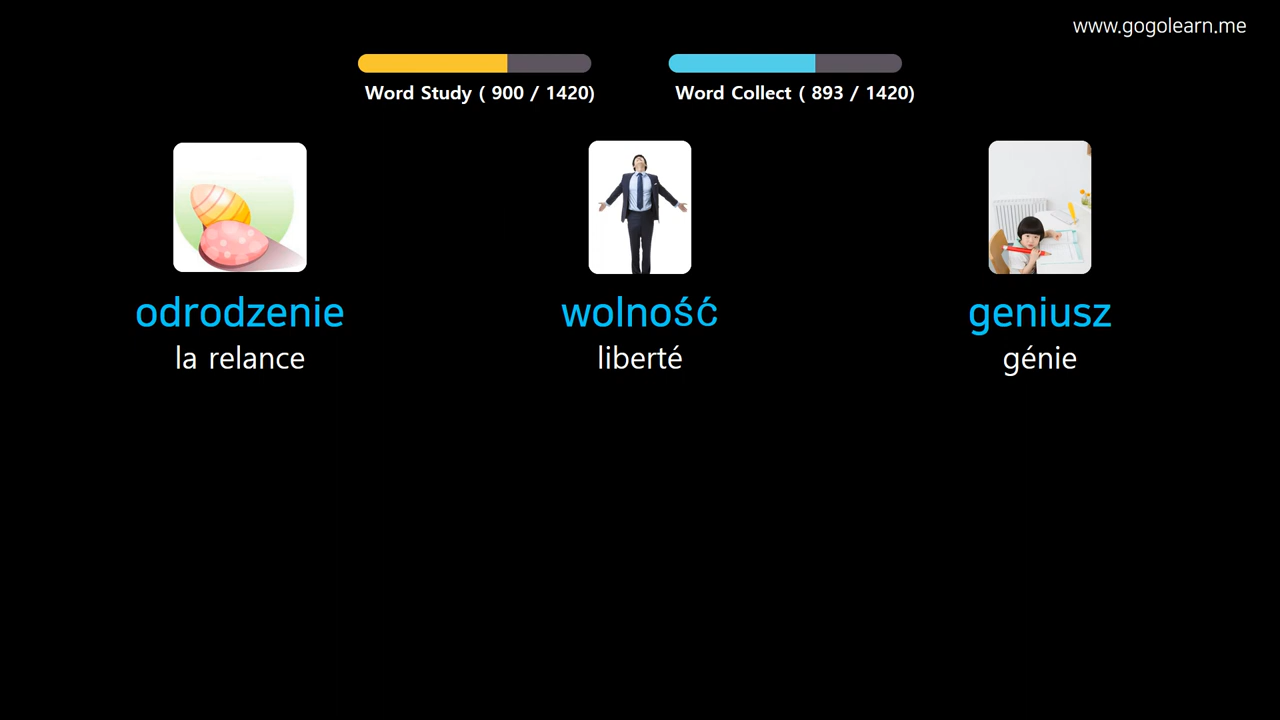 www.gogolearn.me
Word Study ( 900 / 1420)
Word Collect ( 893 / 1420)
odrodzenie
la relance
wolność
liberté
geniusz
génie